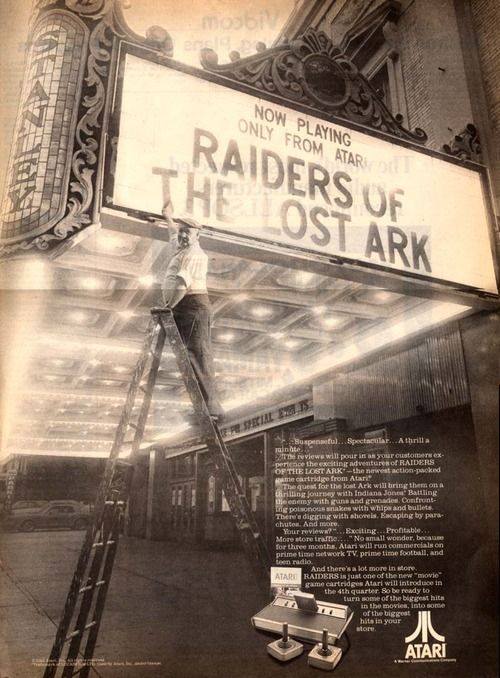 STANLEY
NOW PLAYING
ONLY FROM ATARI
RAIDERS OF
THE LOST ARK
SPECIAL
"...Suspenseful...Spectacular...A thrill a
minute..."
The reviews will pour in as your customers ex-
perience the exciting adventures of RAIDERS
OF THE LOST ARK*—the newest action-packed
game cartridge from Atari!
The quest for the lost Ark will bring them on a
thrilling journey with Indiana Jones! Battling
the enemy with guns and grenades. Confront-
ing poisonous snakes with whips and bullets.
There's digging with shovels. Escaping by para-
chutes. And more.
Your reviews? "...Exciting...Profitable...
More store traffic...." No small wonder, because
for three months, Atari will run commercials on
prime time network TV, prime time football, and
teen radio.
And there's a lot more in store.
RAIDERS is just one of the new "movie"
game cartridges Atari will introduce in
the 4th quarter. So be ready to
turn some of the biggest hits
in the movies, into some
of the biggest
hits in your
store.
ATARI
ATARI
A Warner Communications Company